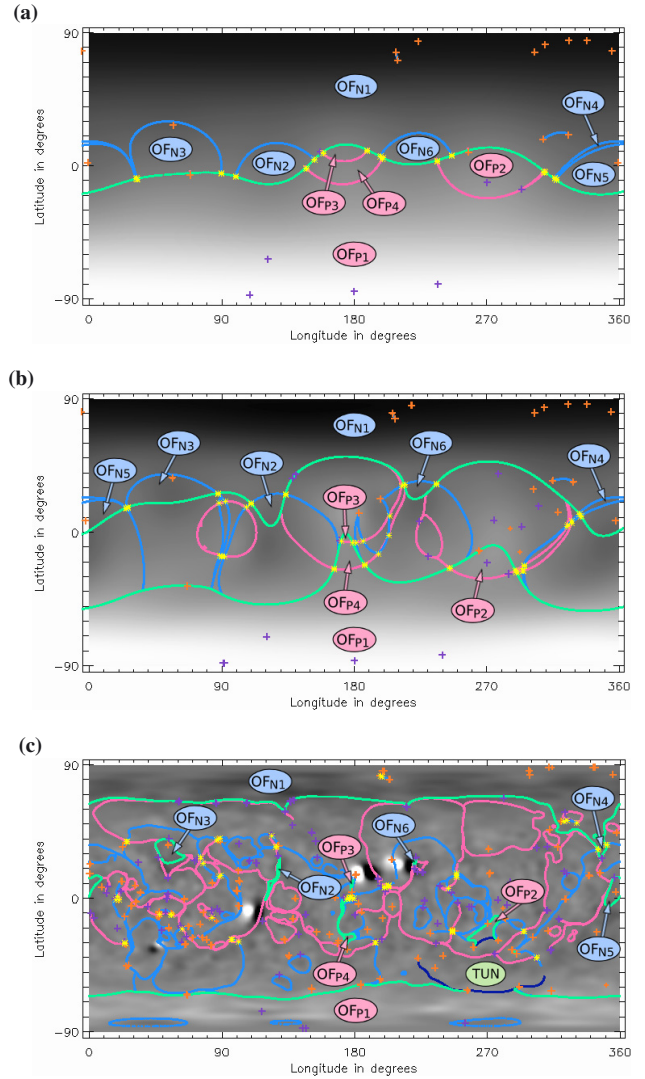 (a)
90
OFN1
OFN4
OFN3
OFN2
OFN6
OFP2
OFN5
0
OFP3
OFP4
OFP1
-90
Latitude in degrees
0
90
180
270
360
Longitude in degrees
(b)
90
OFN1
OFN3
OFN6
OFN4
OFN5
OFN2
OFP3
0
OFP4
OFP2
OFP1
-90
Latitude in degrees
0
90
180
270
360
Longitude in degrees
(c)
90
OFN1
OFN4
OFN3
OFP3
OFN6
OFN2
OFP2
0
OFN5
OFP4
TUN
OFP1
-90
Latitude in degrees
0
90
180
270
360
Longitude in degrees